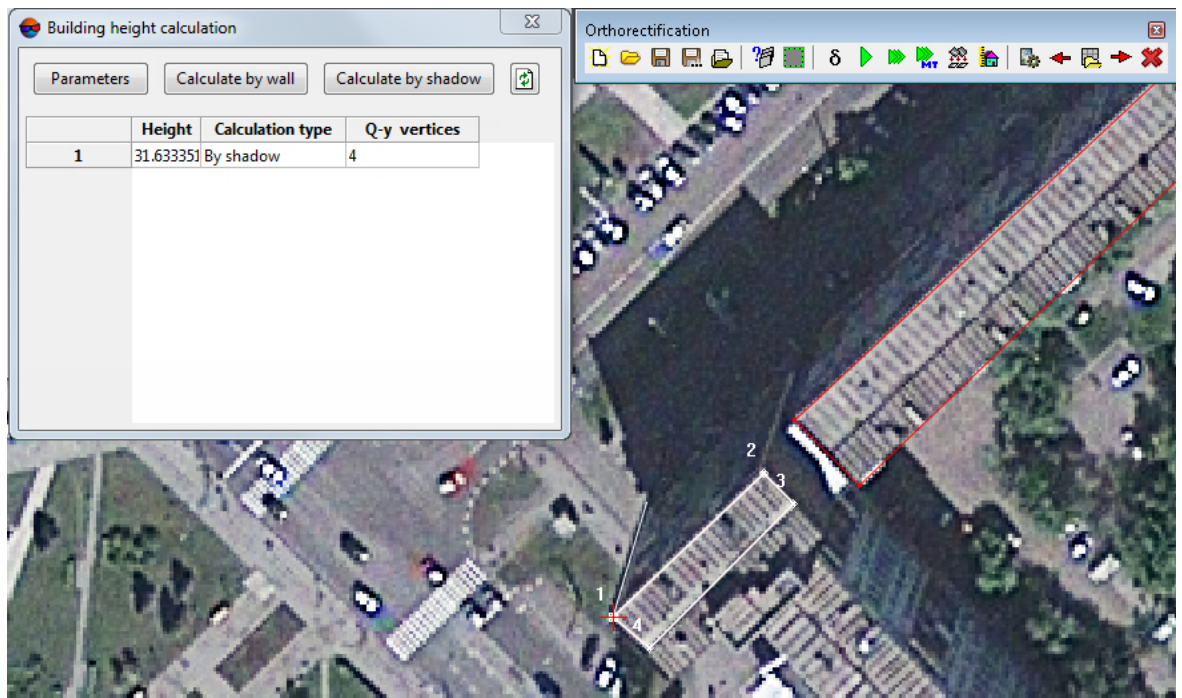 Building height calculation
Parameters
Calculate by wall
Calculate by shadow
Height Calculation type Q-y vertices
1 31.633351 By shadow 4
Orthorectification
δ
MT
2
3
1
4